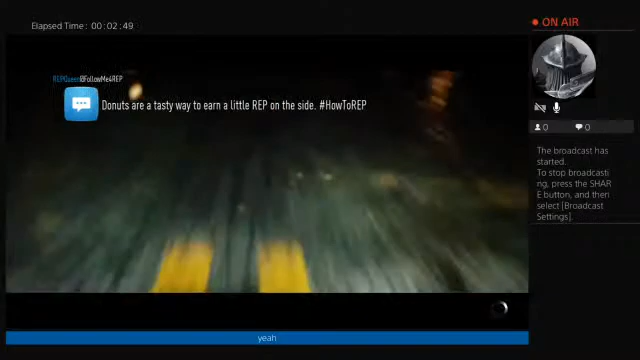 Elapsed Time : 00:02:49
ON AIR
REPQueen@FollowMe4REP
Donuts are a tasty way to earn a little REP on the side. #HowToREP
0
0
The broadcast has
started.
To stop broadcasti
ng, press the SHAR
E button, and then
select [Broadcast
Settings].
yeah